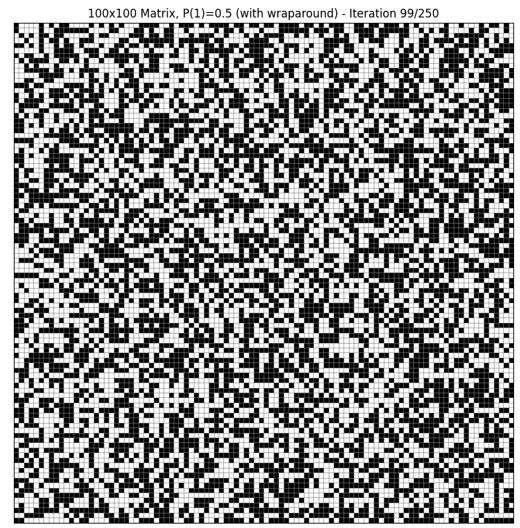 100x100 Matrix, P(1)=0.5 (with wraparound) - Iteration 99/250